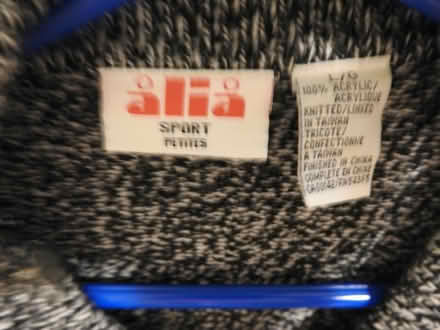 alia
SPORT
PETITES
L/G
100% ACRYLIC/
ACRYLIQUE
KNITTED/LINKED
IN TAIWAN
TRICOTE/
CONFECTIONNE
A TAIWAN
FINISHED IN CHINA
COMPLETE EN CHINE